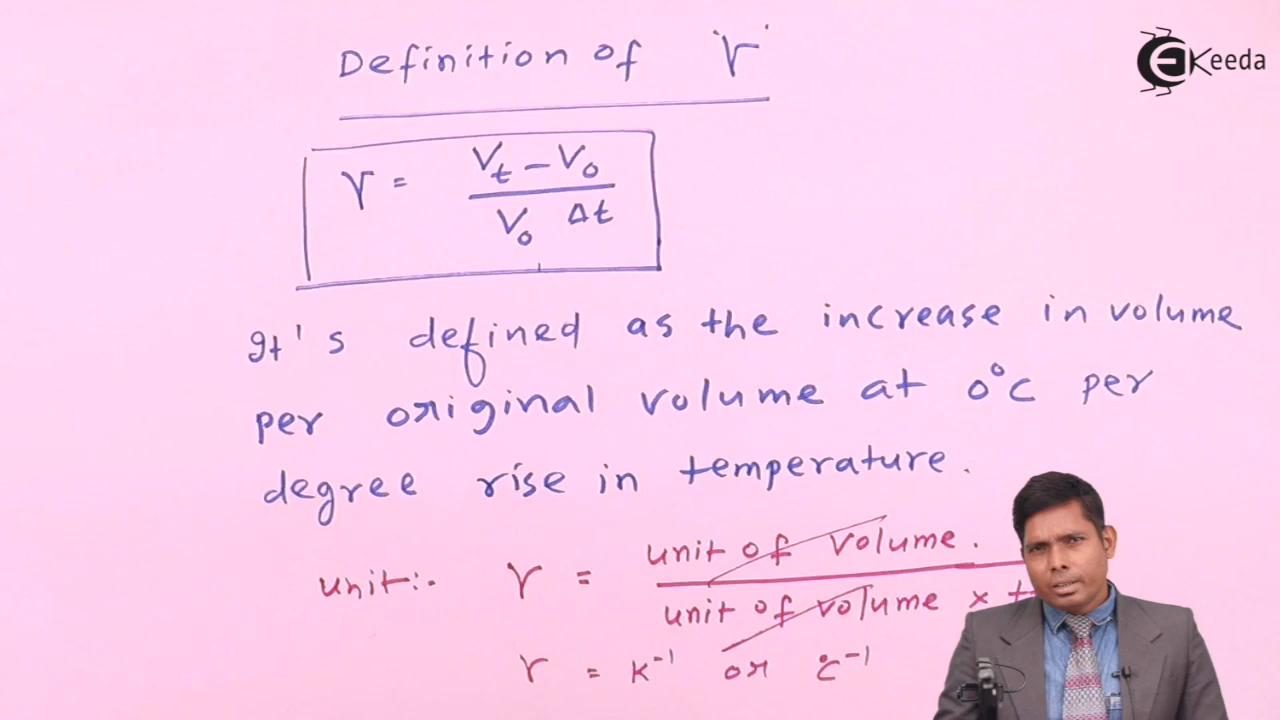 Definition of 'γ'
Keeda
γ = (Vt - V0) / (V0 Δt)
It's defined as the increase in volume
per original volume at 0°C per
degree rise in temperature.
unit:- γ = unit of volume. / unit of volume ×
γ = K⁻¹ or °C⁻¹